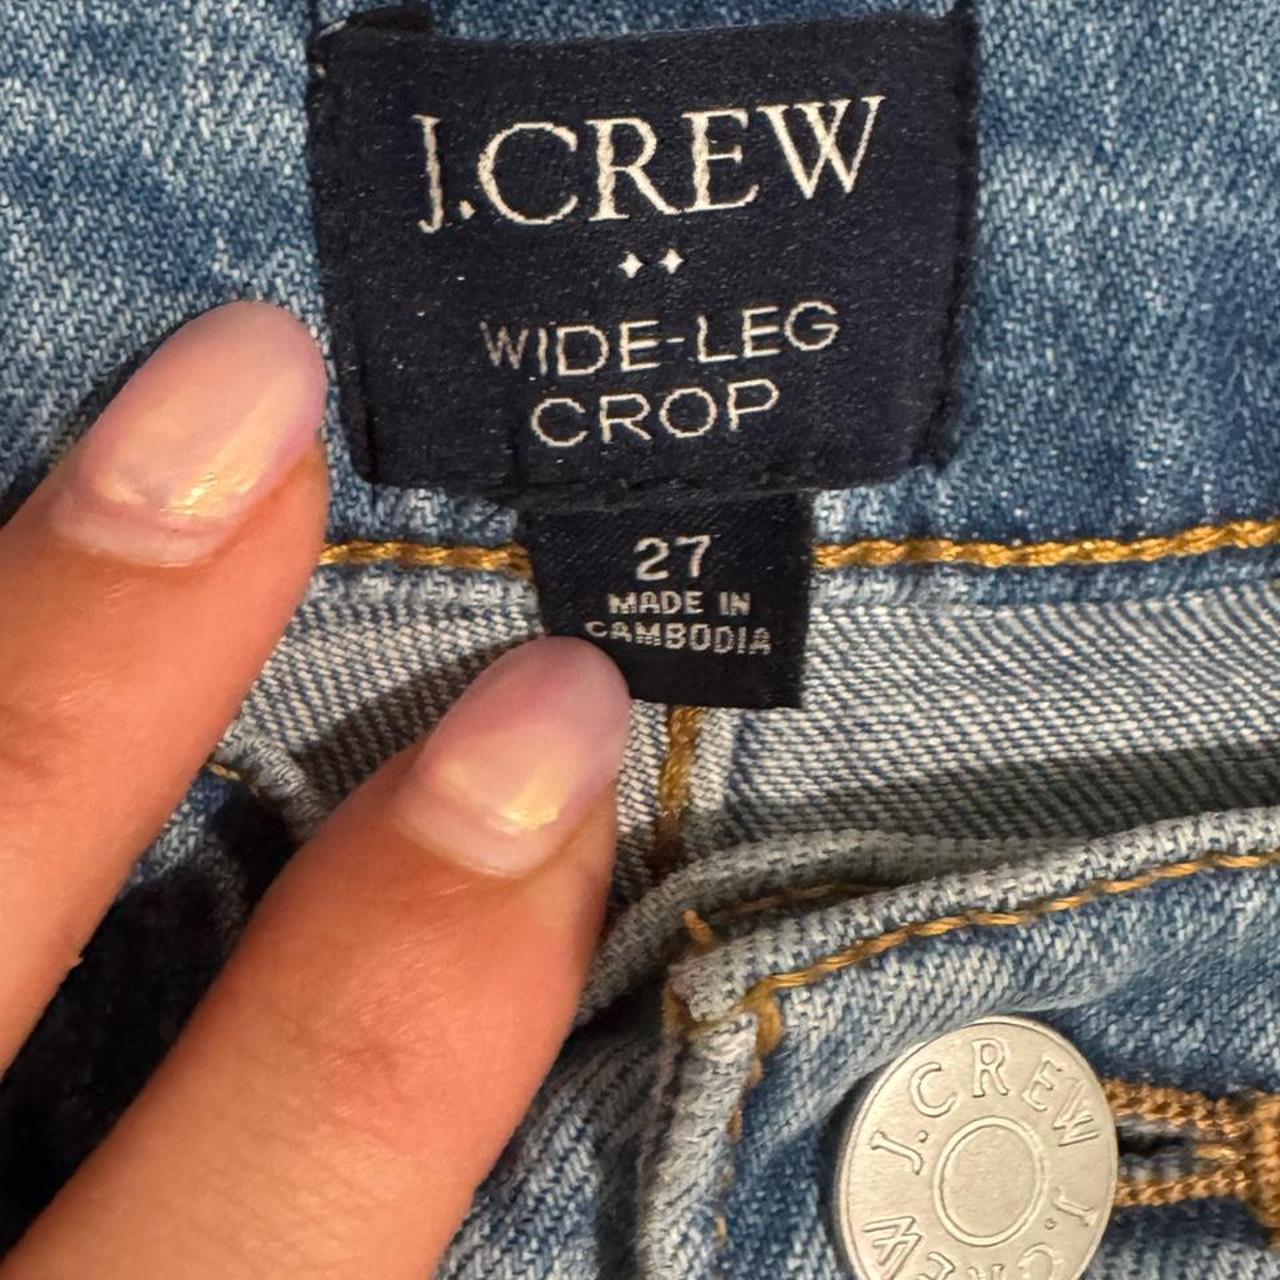 J.CREW
WIDE-LEG
CROP
27
MADE IN
CAMBODIA
J.CREW J.CREW